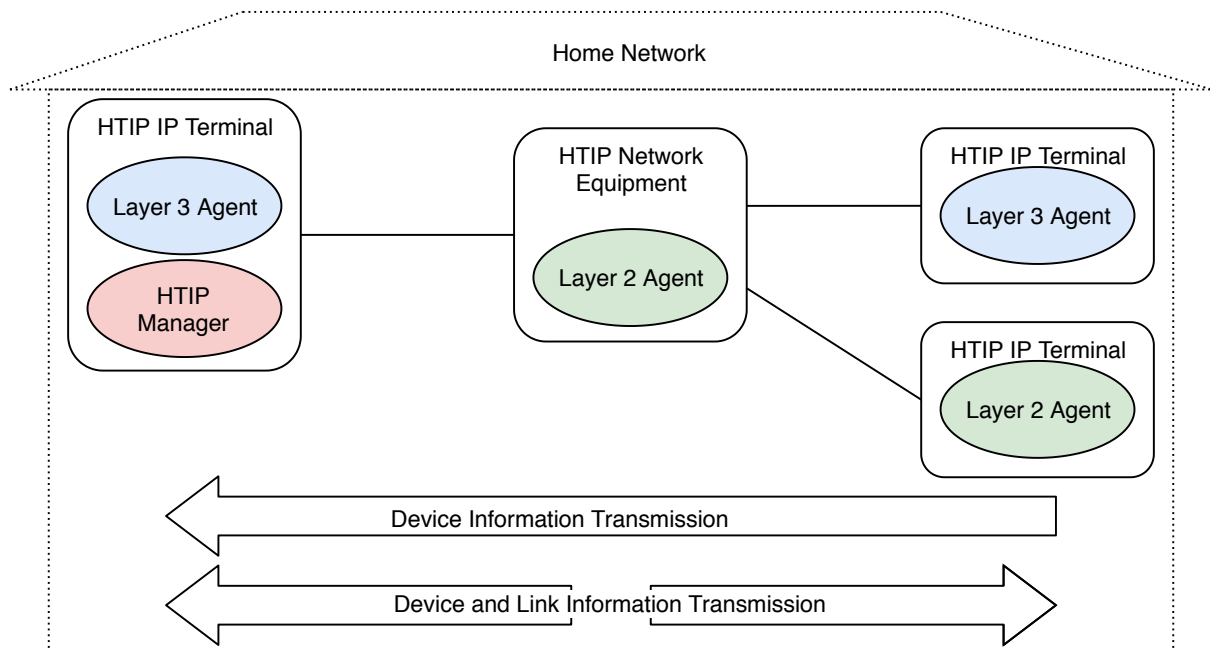 Home Network
HTIP IP Terminal
Layer 3 Agent
HTIP
Manager
HTIP Network
Equipment
Layer 2 Agent
HTIP IP Terminal
Layer 3 Agent
HTIP IP Terminal
Layer 2 Agent
Device Information Transmission
Device and Link Information Transmission